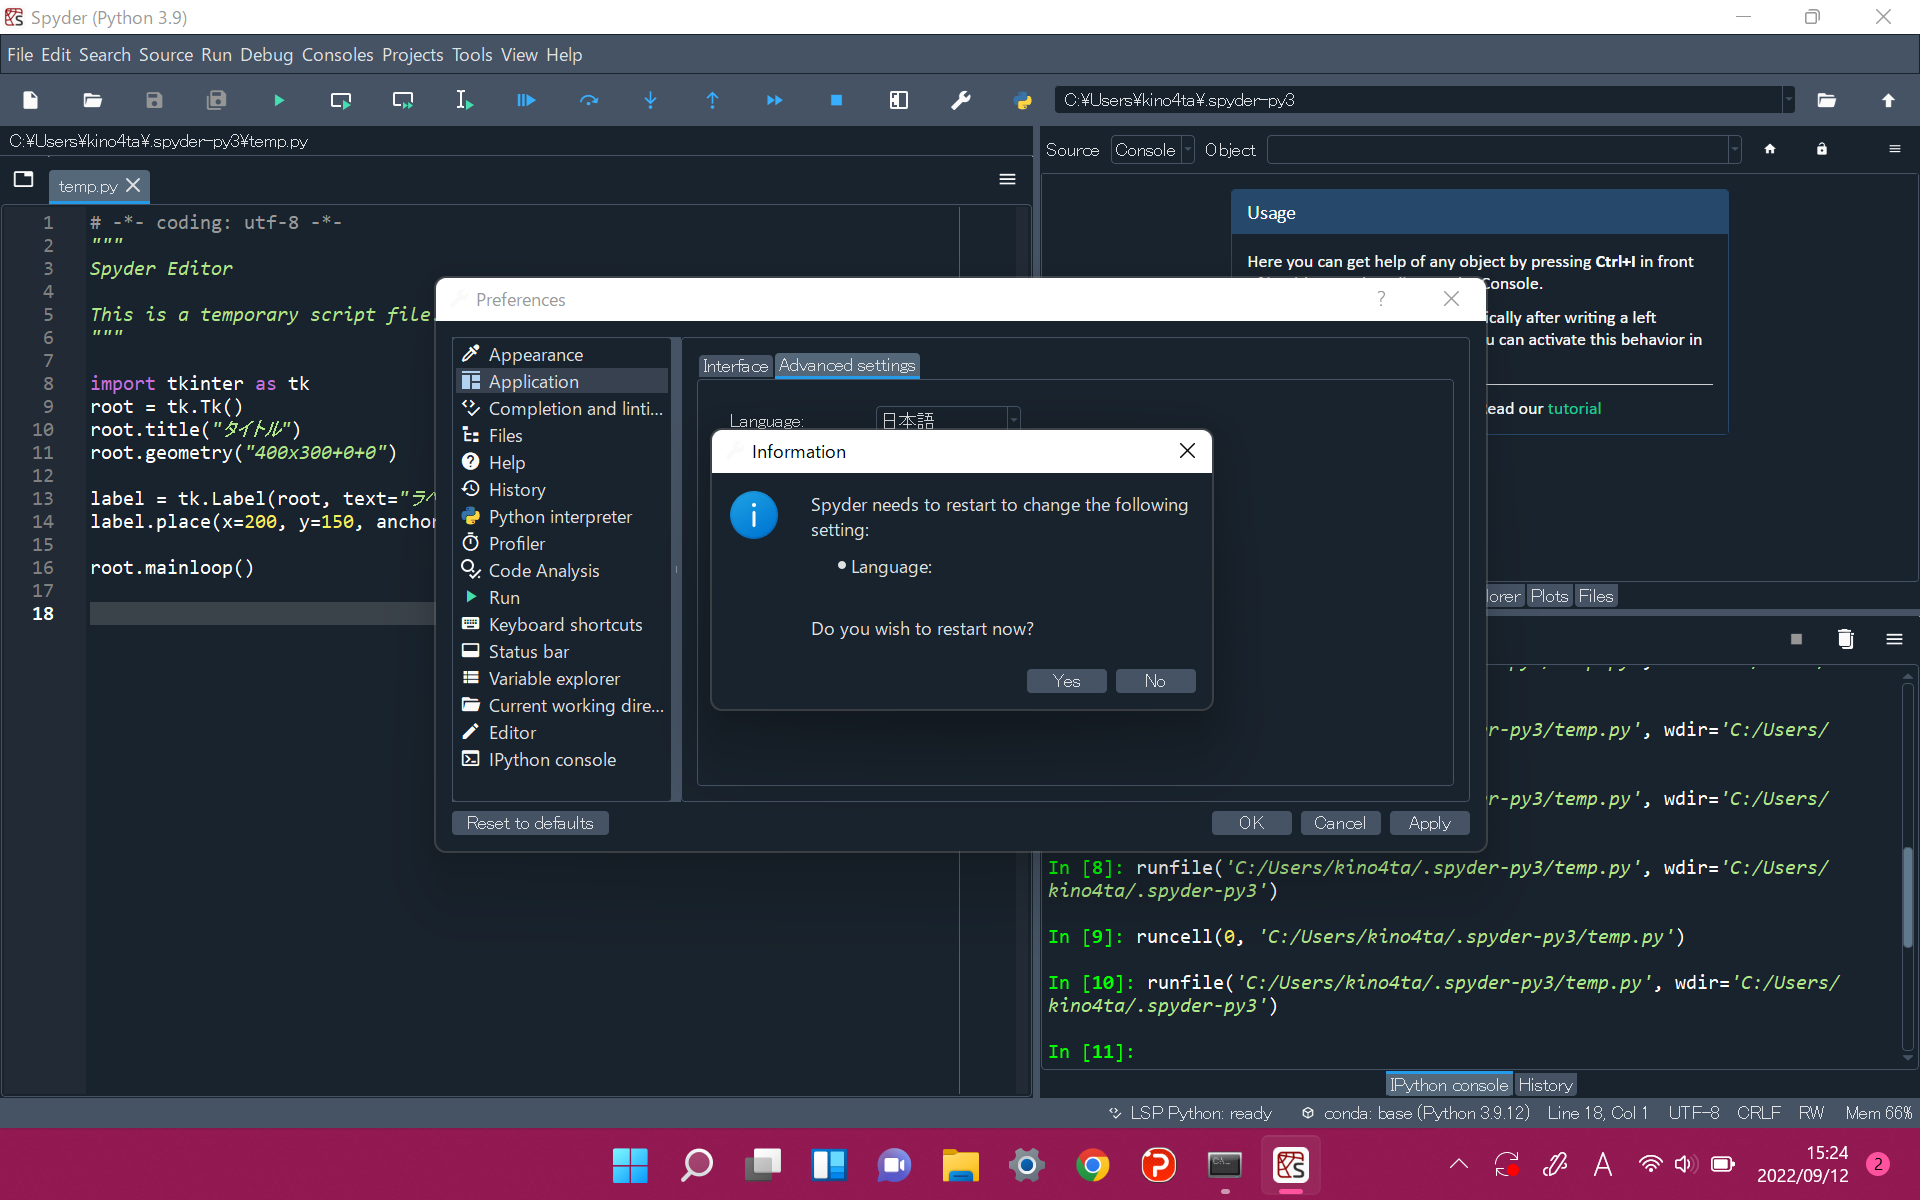 Spyder (Python 3.9)
File Edit Search Source Run Debug Consoles Projects Tools View Help
C:¥Users¥kino4ta¥.spyder-py3
C:¥Users¥kino4ta¥.spyder-py3¥temp.py
temp.py
1 # -*- coding: utf-8 -*-
2 """
3 Spyder Editor
4
5 This is a temporary script file.
6 """
7
8 import tkinter as tk
9 root = tk.Tk()
10 root.title("タイトル")
11 root.geometry("400x300+0+0")
12
13 label = tk.Label(root, text="ラベ
14 label.place(x=200, y=150, anchor
15
16 root.mainloop()
17
18
Source Console Object
Usage
Here you can get help of any object by pressing Ctrl+I in front
Console.
ically after writing a left
u can activate this behavior in
ead our tutorial
Preferences
?
Appearance
Application
Completion and linti...
Files
Help
History
Python interpreter
Profiler
Code Analysis
Run
Keyboard shortcuts
Status bar
Variable explorer
Current working dire...
Editor
IPython console
Interface Advanced settings
Language: 日本語
Information
Spyder needs to restart to change the following
setting:
• Language:
Do you wish to restart now?
Yes No
Reset to defaults OK Cancel Apply
lorer Plots Files
r-py3/temp.py', wdir='C:/Users/
r-py3/temp.py', wdir='C:/Users/
In [8]: runfile('C:/Users/kino4ta/.spyder-py3/temp.py', wdir='C:/Users/
kino4ta/.spyder-py3')
In [9]: runcell(0, 'C:/Users/kino4ta/.spyder-py3/temp.py')
In [10]: runfile('C:/Users/kino4ta/.spyder-py3/temp.py', wdir='C:/Users/
kino4ta/.spyder-py3')
In [11]:
IPython console History
LSP Python: ready conda: base (Python 3.9.12) Line 18, Col 1 UTF-8 CRLF RW Mem 66%
A 15:24
2022/09/12 2